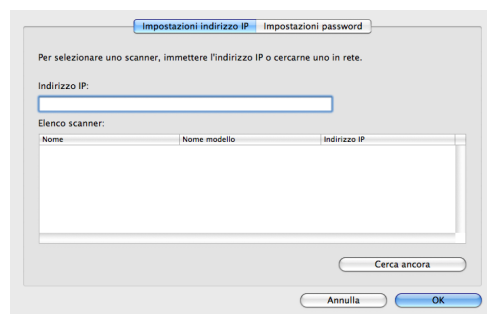 Impostazioni indirizzo IP Impostazioni password
Per selezionare uno scanner, immettere l'indirizzo IP o cercarne uno in rete.
Indirizzo IP:
Elenco scanner:
Nome Nome modello Indirizzo IP
Cerca ancora
Annulla OK